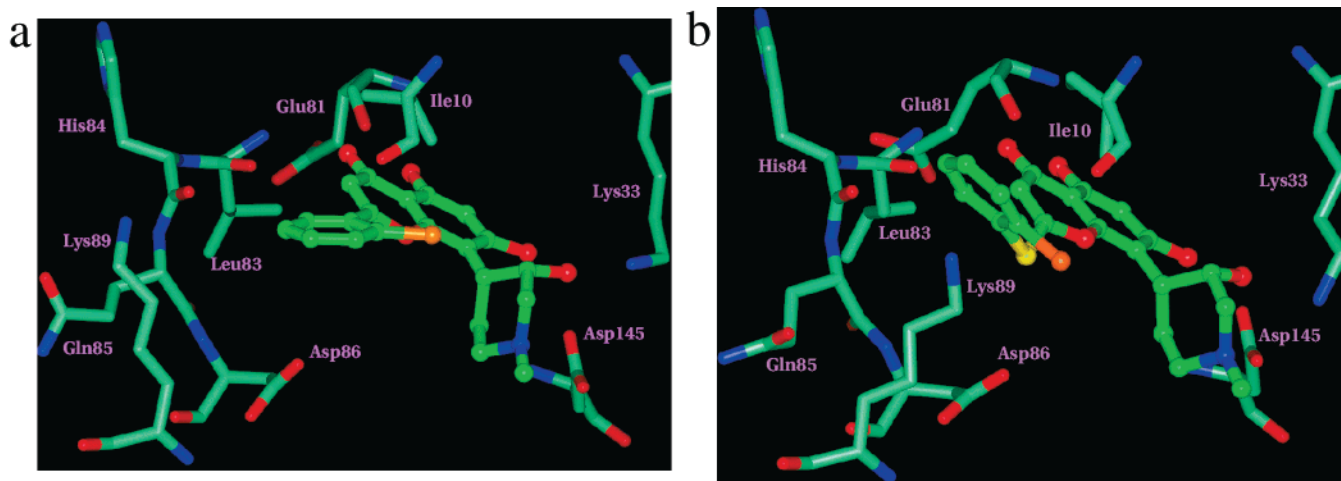 a
Glu81
Ile10
His84
Lys33
Lys89
Leu83
Asp145
Gln85
Asp86
b
Glu81
Ile10
His84
Lys33
Leu83
Lys89
Asp145
Gln85
Asp86